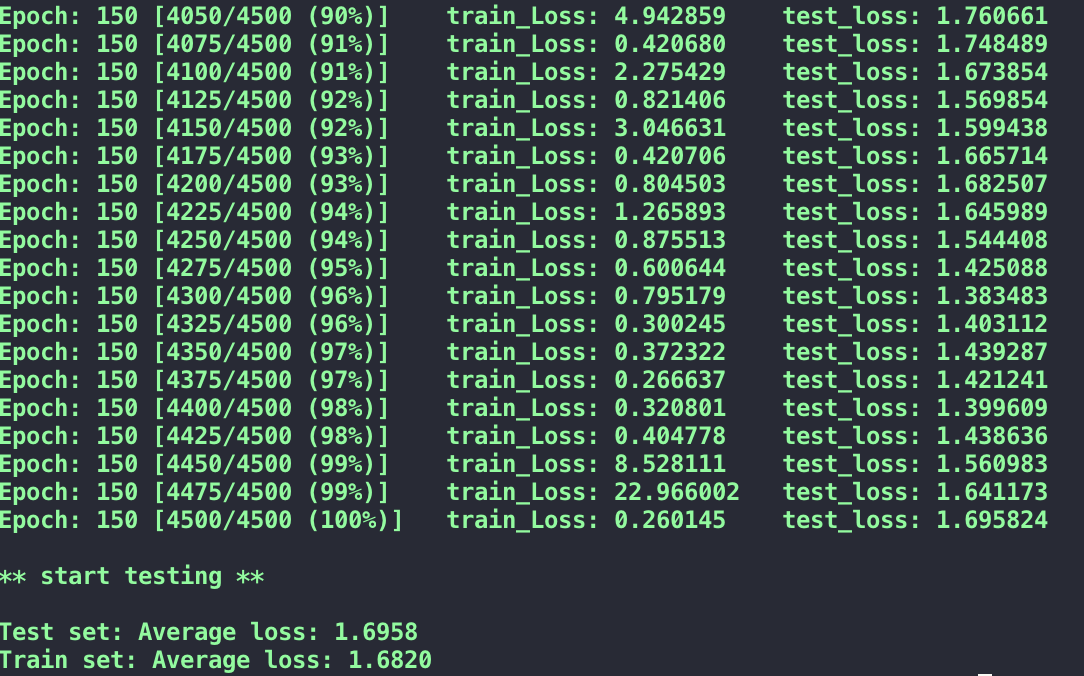 Epoch: 150 [4050/4500 (90%)] train_Loss: 4.942859 test_loss: 1.760661
Epoch: 150 [4075/4500 (91%)] train_Loss: 0.420680 test_loss: 1.748489
Epoch: 150 [4100/4500 (91%)] train_Loss: 2.275429 test_loss: 1.673854
Epoch: 150 [4125/4500 (92%)] train_Loss: 0.821406 test_loss: 1.569854
Epoch: 150 [4150/4500 (92%)] train_Loss: 3.046631 test_loss: 1.599438
Epoch: 150 [4175/4500 (93%)] train_Loss: 0.420706 test_loss: 1.665714
Epoch: 150 [4200/4500 (93%)] train_Loss: 0.804503 test_loss: 1.682507
Epoch: 150 [4225/4500 (94%)] train_Loss: 1.265893 test_loss: 1.645989
Epoch: 150 [4250/4500 (94%)] train_Loss: 0.875513 test_loss: 1.544408
Epoch: 150 [4275/4500 (95%)] train_Loss: 0.600644 test_loss: 1.425088
Epoch: 150 [4300/4500 (96%)] train_Loss: 0.795179 test_loss: 1.383483
Epoch: 150 [4325/4500 (96%)] train_Loss: 0.300245 test_loss: 1.403112
Epoch: 150 [4350/4500 (97%)] train_Loss: 0.372322 test_loss: 1.439287
Epoch: 150 [4375/4500 (97%)] train_Loss: 0.266637 test_loss: 1.421241
Epoch: 150 [4400/4500 (98%)] train_Loss: 0.320801 test_loss: 1.399609
Epoch: 150 [4425/4500 (98%)] train_Loss: 0.404778 test_loss: 1.438636
Epoch: 150 [4450/4500 (99%)] train_Loss: 8.528111 test_loss: 1.560983
Epoch: 150 [4475/4500 (99%)] train_Loss: 22.966002 test_loss: 1.641173
Epoch: 150 [4500/4500 (100%)] train_Loss: 0.260145 test_loss: 1.695824
** start testing **
Test set: Average loss: 1.6958
Train set: Average loss: 1.6820